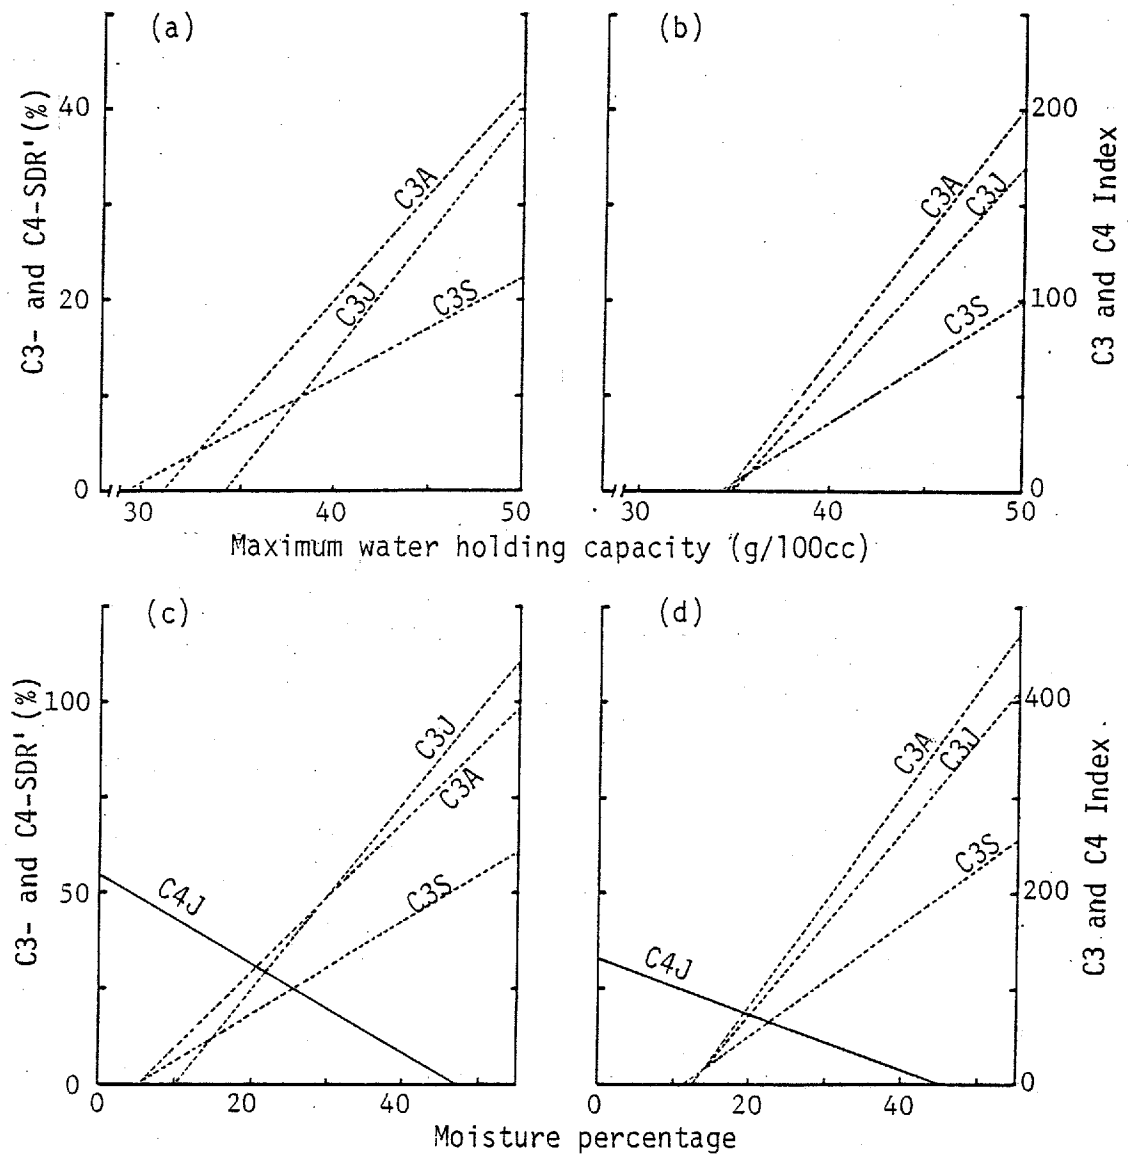 (a)
(b)
C3- and C4-SDR'(%)
40
20
0
C3A
C3J
C3S
30
40
50
C3A
C3J
C3S
200
100
0
C3 and C4 Index
30
40
50
Maximum water holding capacity (g/100cc)
(c)
(d)
C3- and C4-SDR'(%)
100
50
0
C3J
C3A
C3S
C4J
0
20
40
C3A
C3J
C3S
C4J
400
200
0
C3 and C4 Index
0
20
40
Moisture percentage